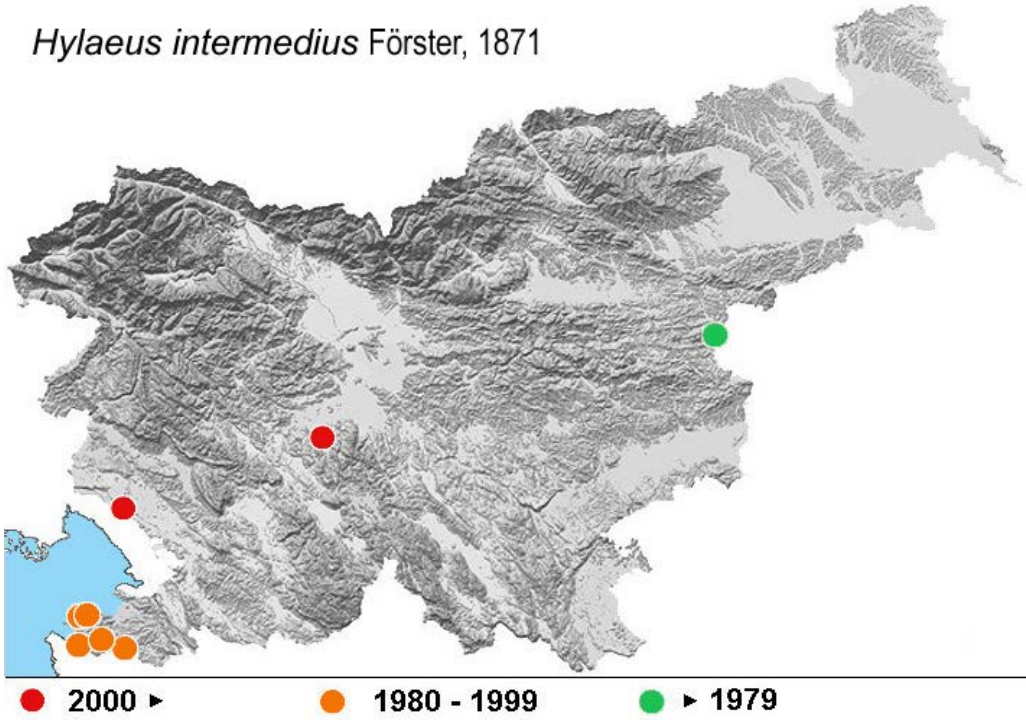 Hylaeus intermedius Förster, 1871
2000 ► 1980 - 1999 ► 1979